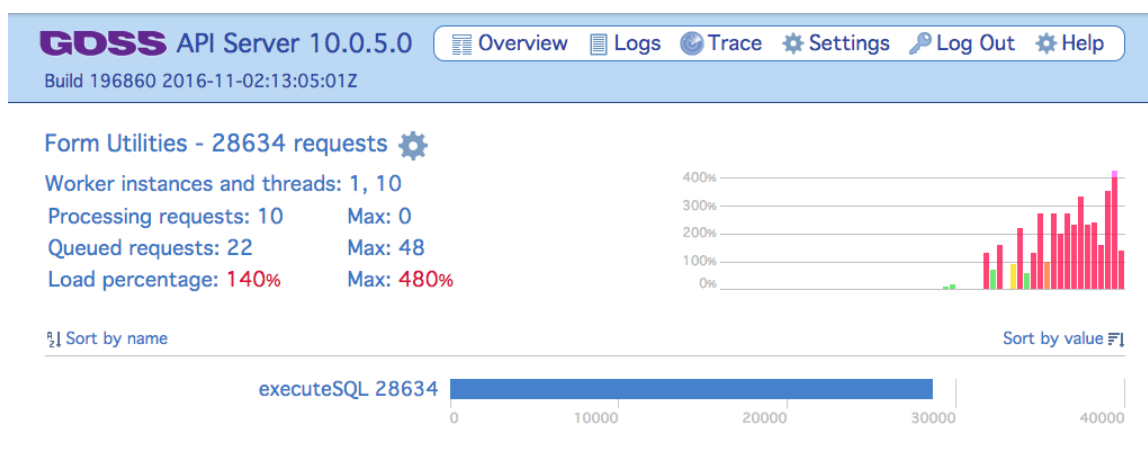 GOSS API Server 10.0.5.0 Overview Logs Trace Settings Log Out Help
Build 196860 2016-11-02:13:05:01Z
Form Utilities - 28634 requests
Worker instances and threads: 1, 10
Processing requests: 10 Max: 0
Queued requests: 22 Max: 48
Load percentage: 140% Max: 480%
400%
300%
200%
100%
0%
Sort by name Sort by value
executeSQL 28634
0 10000 20000 30000 40000